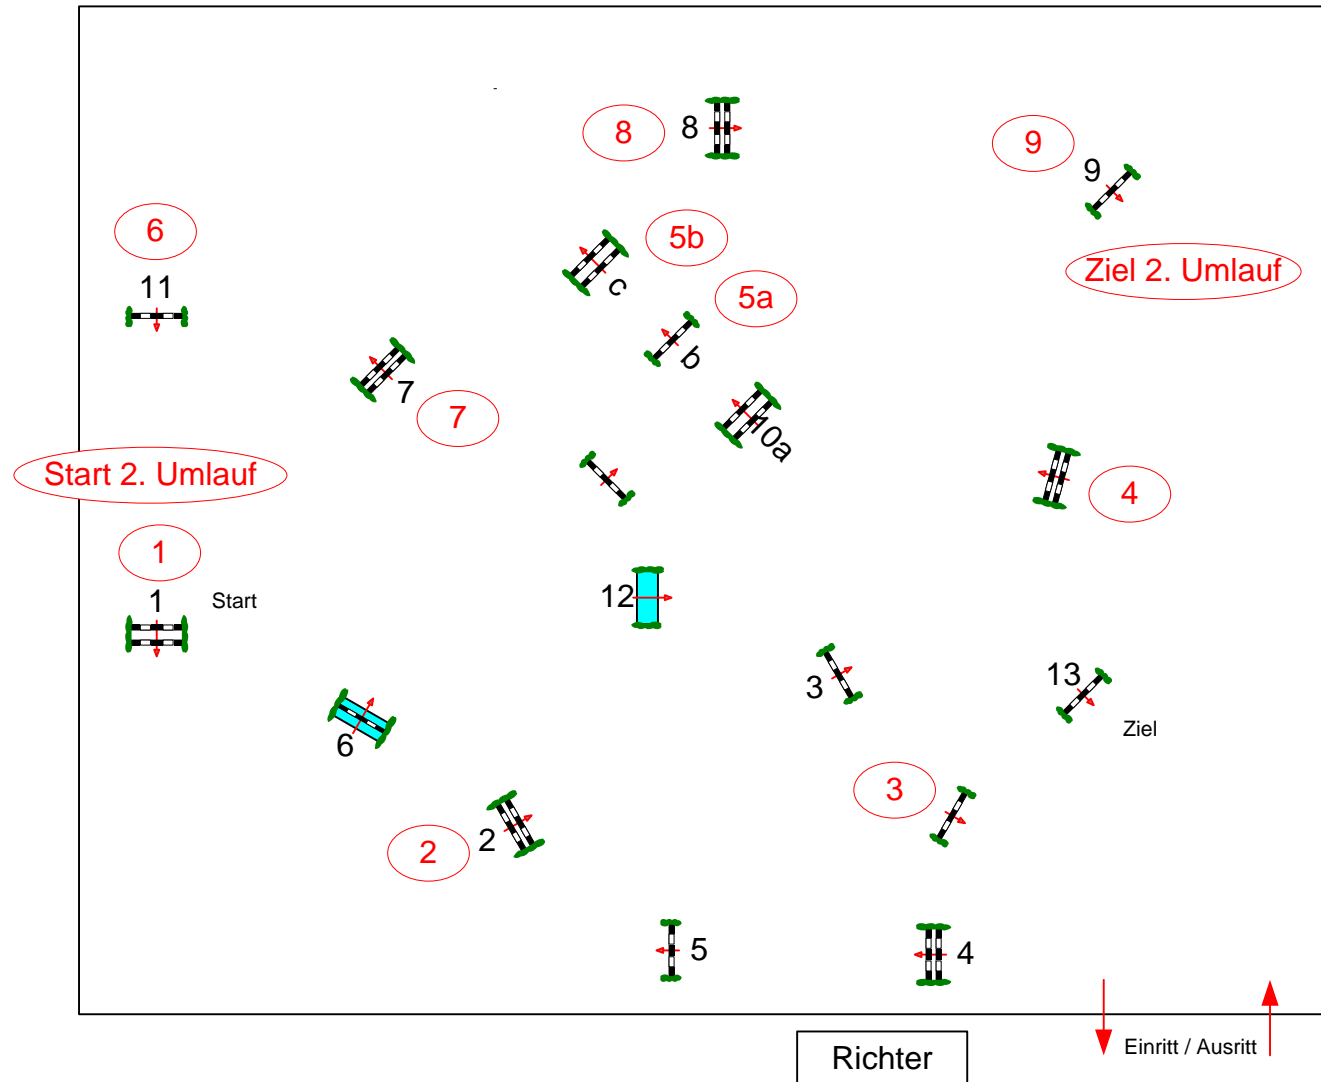 8
8
9
9
6
5b
11
c
5a
Ziel 2. Umlauf
b
7
7
10a
Start 2. Umlauf
4
1
1
Start
12
3
13
6
Ziel
3
2
2
5
4
Richter
Einritt / Ausritt